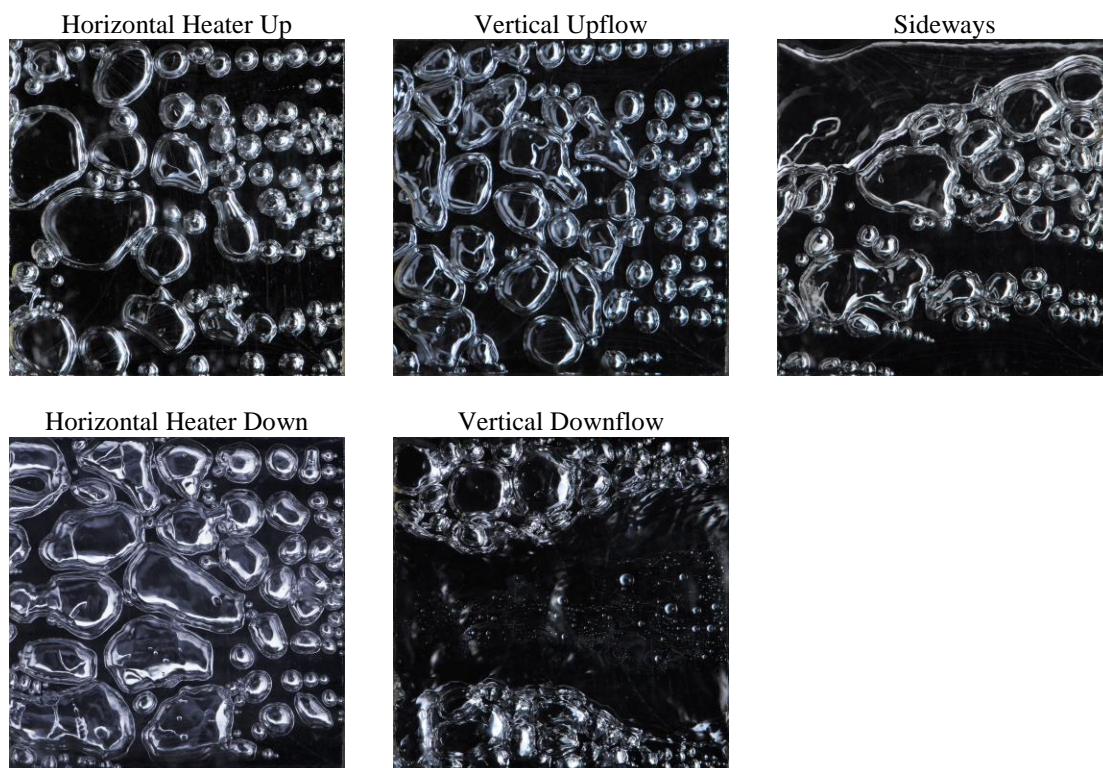 Horizontal Heater Up
Vertical Upflow
Sideways
Horizontal Heater Down
Vertical Downflow